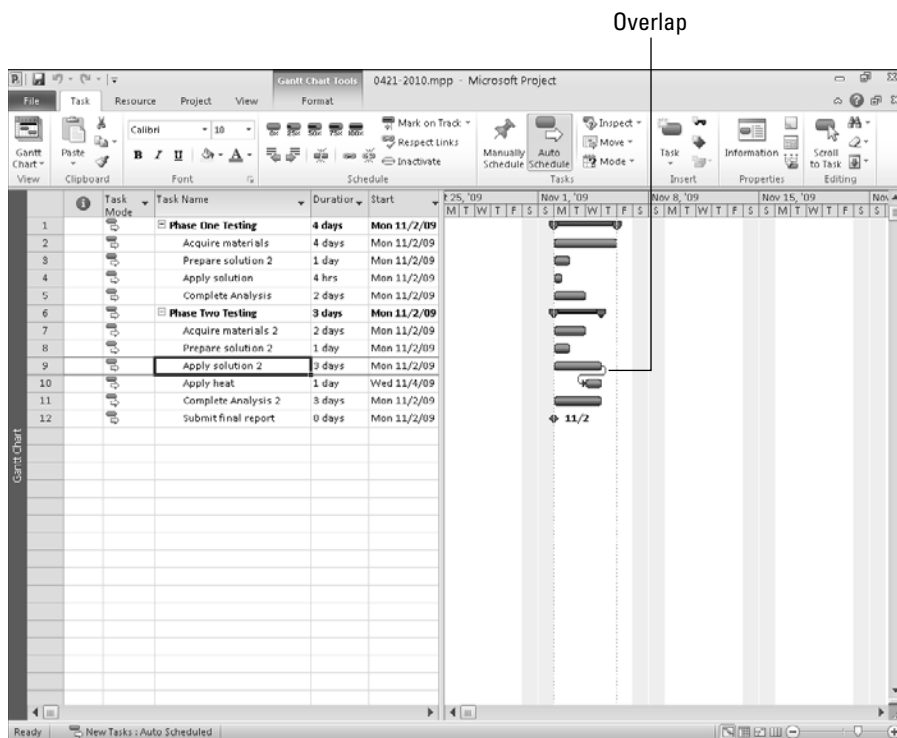 Overlap
0421-2010.mpp - Microsoft Project
Gantt Chart Tools
File Task Resource Project View Format
Gantt Chart
Paste
Calibri 10
B I U A
0% 25% 50% 75% 100%
Mark on Track
Respect Links
Inactivate
Manually Schedule
Auto Schedule
Inspect
Move
Mode
Task
Information
Scroll to Task
View Clipboard Font Schedule Tasks Insert Properties Editing
Task Mode Task Name Duration Start
t 25, '09 Nov 1, '09 Nov 8, '09 Nov 15, '09 Nov
M T W T F S S M T W T F S S M T W T F S S M T W T F S S
1 Phase One Testing 4 days Mon 11/2/09
2 Acquire materials 4 days Mon 11/2/09
3 Prepare solution 2 1 day Mon 11/2/09
4 Apply solution 4 hrs Mon 11/2/09
5 Complete Analysis 2 days Mon 11/2/09
6 Phase Two Testing 3 days Mon 11/2/09
7 Acquire materials 2 2 days Mon 11/2/09
8 Prepare solution 2 1 day Mon 11/2/09
9 Apply solution 2 3 days Mon 11/2/09
10 Apply heat 1 day Wed 11/4/09
11 Complete Analysis 2 3 days Mon 11/2/09
12 Submit final report 0 days Mon 11/2/09 11/2
Gantt Chart
Ready New Tasks : Auto Scheduled